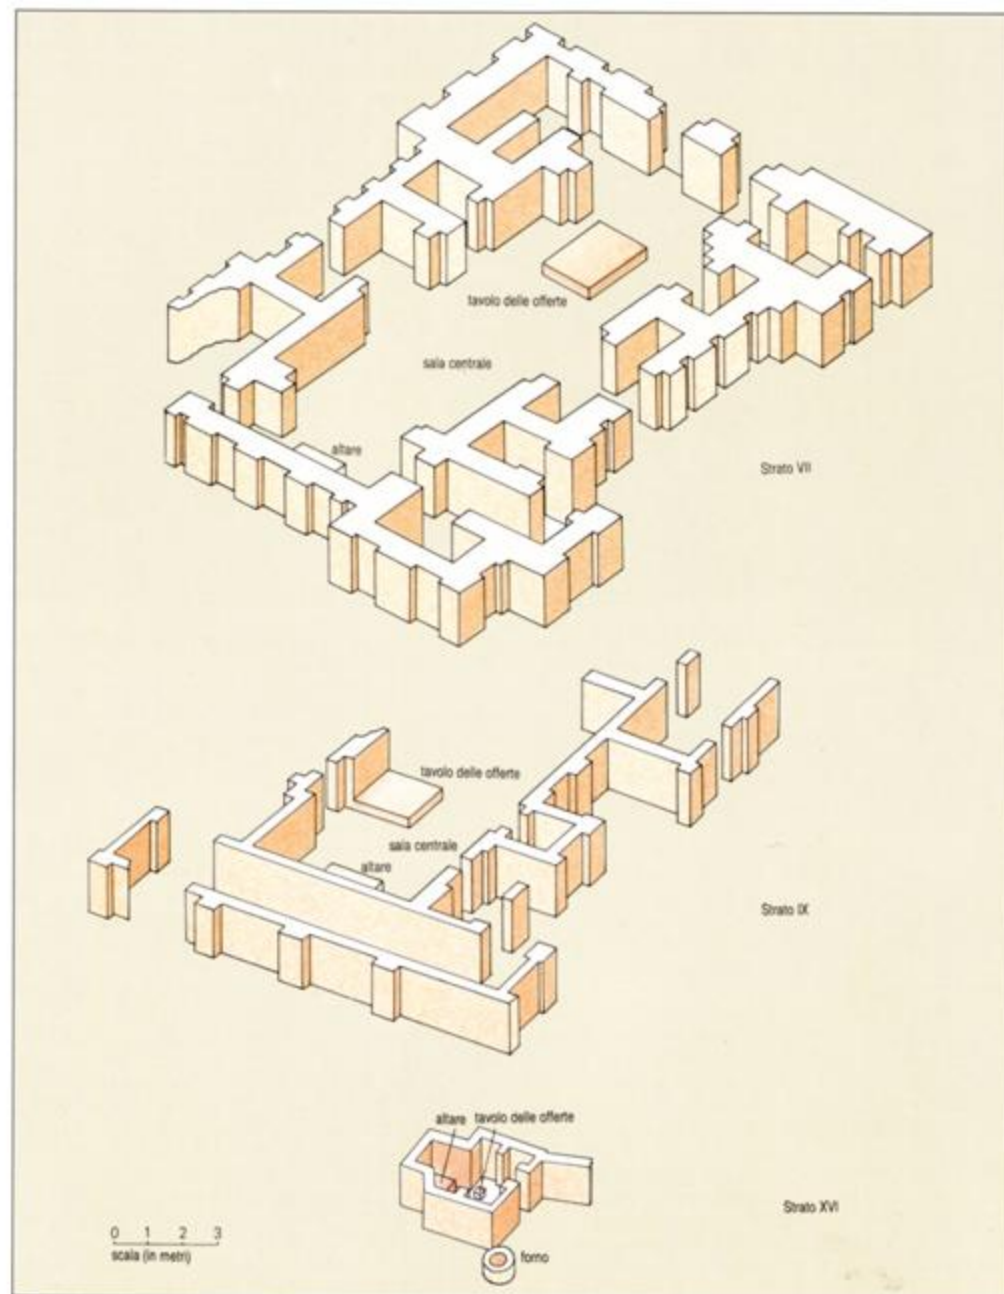 tavolo delle offerte
sala centrale
altare
Strato VII
tavolo delle offerte
sala centrale
altare
Strato IX
altare tavolo delle offerte
Strato XVI
0 1 2 3
scala (in metri)
forno